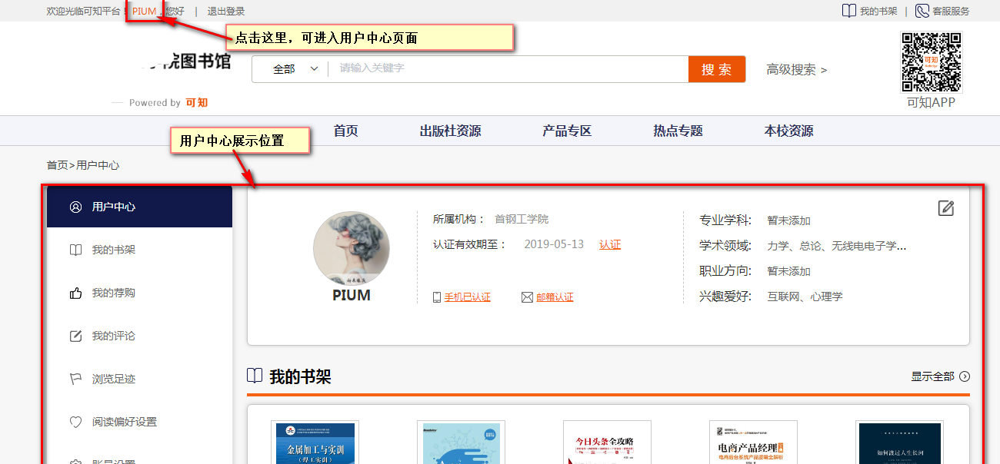 欢迎光临可知平台！PIUM，您好 | 退出登录
我的书架 | 客服服务
点击这里，可进入用户中心页面
院图书馆
全部
请输入关键字
搜 索
高级搜索 >
可知
Powered by 可知
可知APP
首页 出版社资源 产品专区 热点专题 本校资源
用户中心展示位置
首页>用户中心
用户中心
我的书架
我的荐购
我的评论
浏览足迹
阅读偏好设置
账号设置
PIUM
所属机构： 首钢工学院
认证有效期至： 2019-05-13 认证
手机已认证 邮箱认证
专业学科: 暂未添加
学术领域: 力学、总论、无线电电子学...
职业方向: 暂未添加
兴趣爱好: 互联网、心理学
我的书架
显示全部
金属加工与实训
（焊工实训）
今日头条全攻略
电商产品经理
电商后台系统产品逻辑全解析
如何渡过人生长河